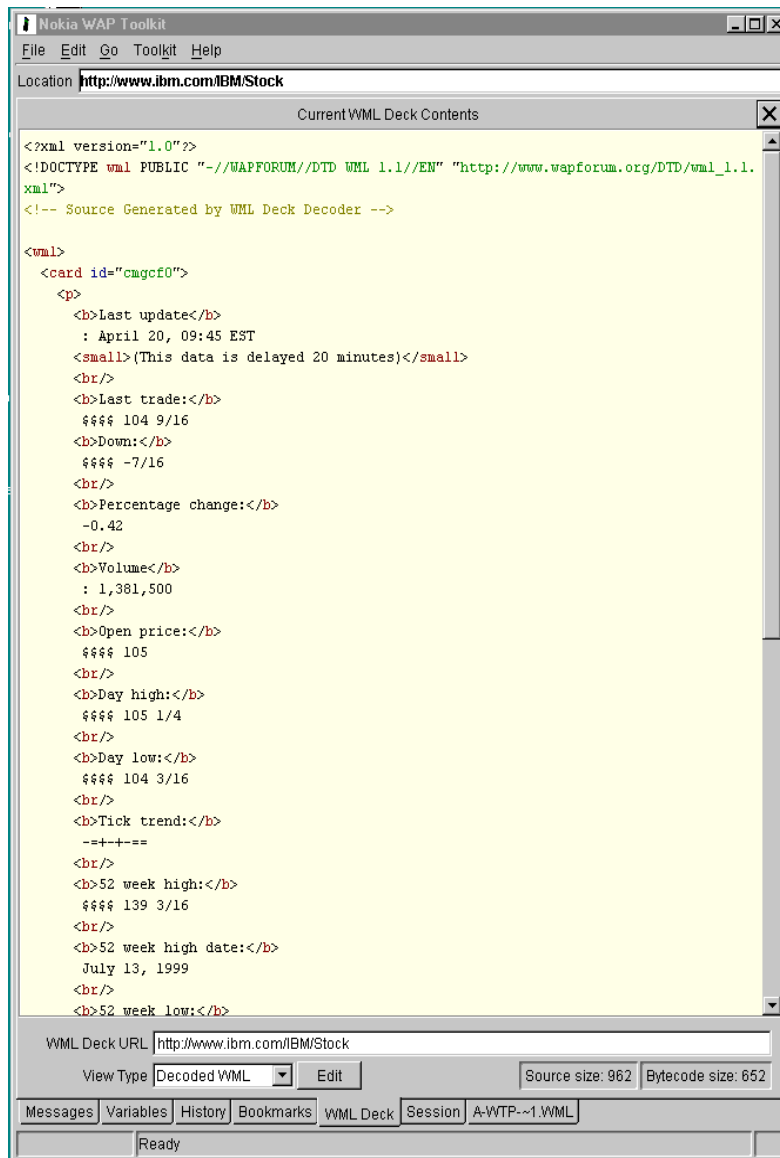 Nokia WAP Toolkit
File Edit Go Toolkit Help
Location http://www.ibm.com/IBM/Stock
Current WML Deck Contents
<?xml version="1.0"?>
<!DOCTYPE wml PUBLIC "-//WAPFORUM//DTD WML 1.1//EN" "http://www.wapforum.org/DTD/wml_1.1.
xml">
<!-- Source Generated by WML Deck Decoder -->
<wml>
<card id="cmgcf0">
<p>
<b>Last update</b>
: April 20, 09:45 EST
<small>(This data is delayed 20 minutes)</small>
<br/>
<b>Last trade:</b>
$$$$ 104 9/16
<b>Down:</b>
$$$$ -7/16
<br/>
<b>Percentage change:</b>
-0.42
<br/>
<b>Volume</b>
: 1,381,500
<br/>
<b>Open price:</b>
$$$$ 105
<br/>
<b>Day high:</b>
$$$$ 105 1/4
<br/>
<b>Day low:</b>
$$$$ 104 3/16
<br/>
<b>Tick trend:</b>
-=+-+-==
<br/>
<b>52 week high:</b>
$$$$ 139 3/16
<br/>
<b>52 week high date:</b>
July 13, 1999
<br/>
<b>52 week low:</b>
WML Deck URL http://www.ibm.com/IBM/Stock
View Type Decoded WML Edit Source size: 962 Bytecode size: 652
Messages Variables History Bookmarks WML Deck Session A-WTP-~1.WML
Ready